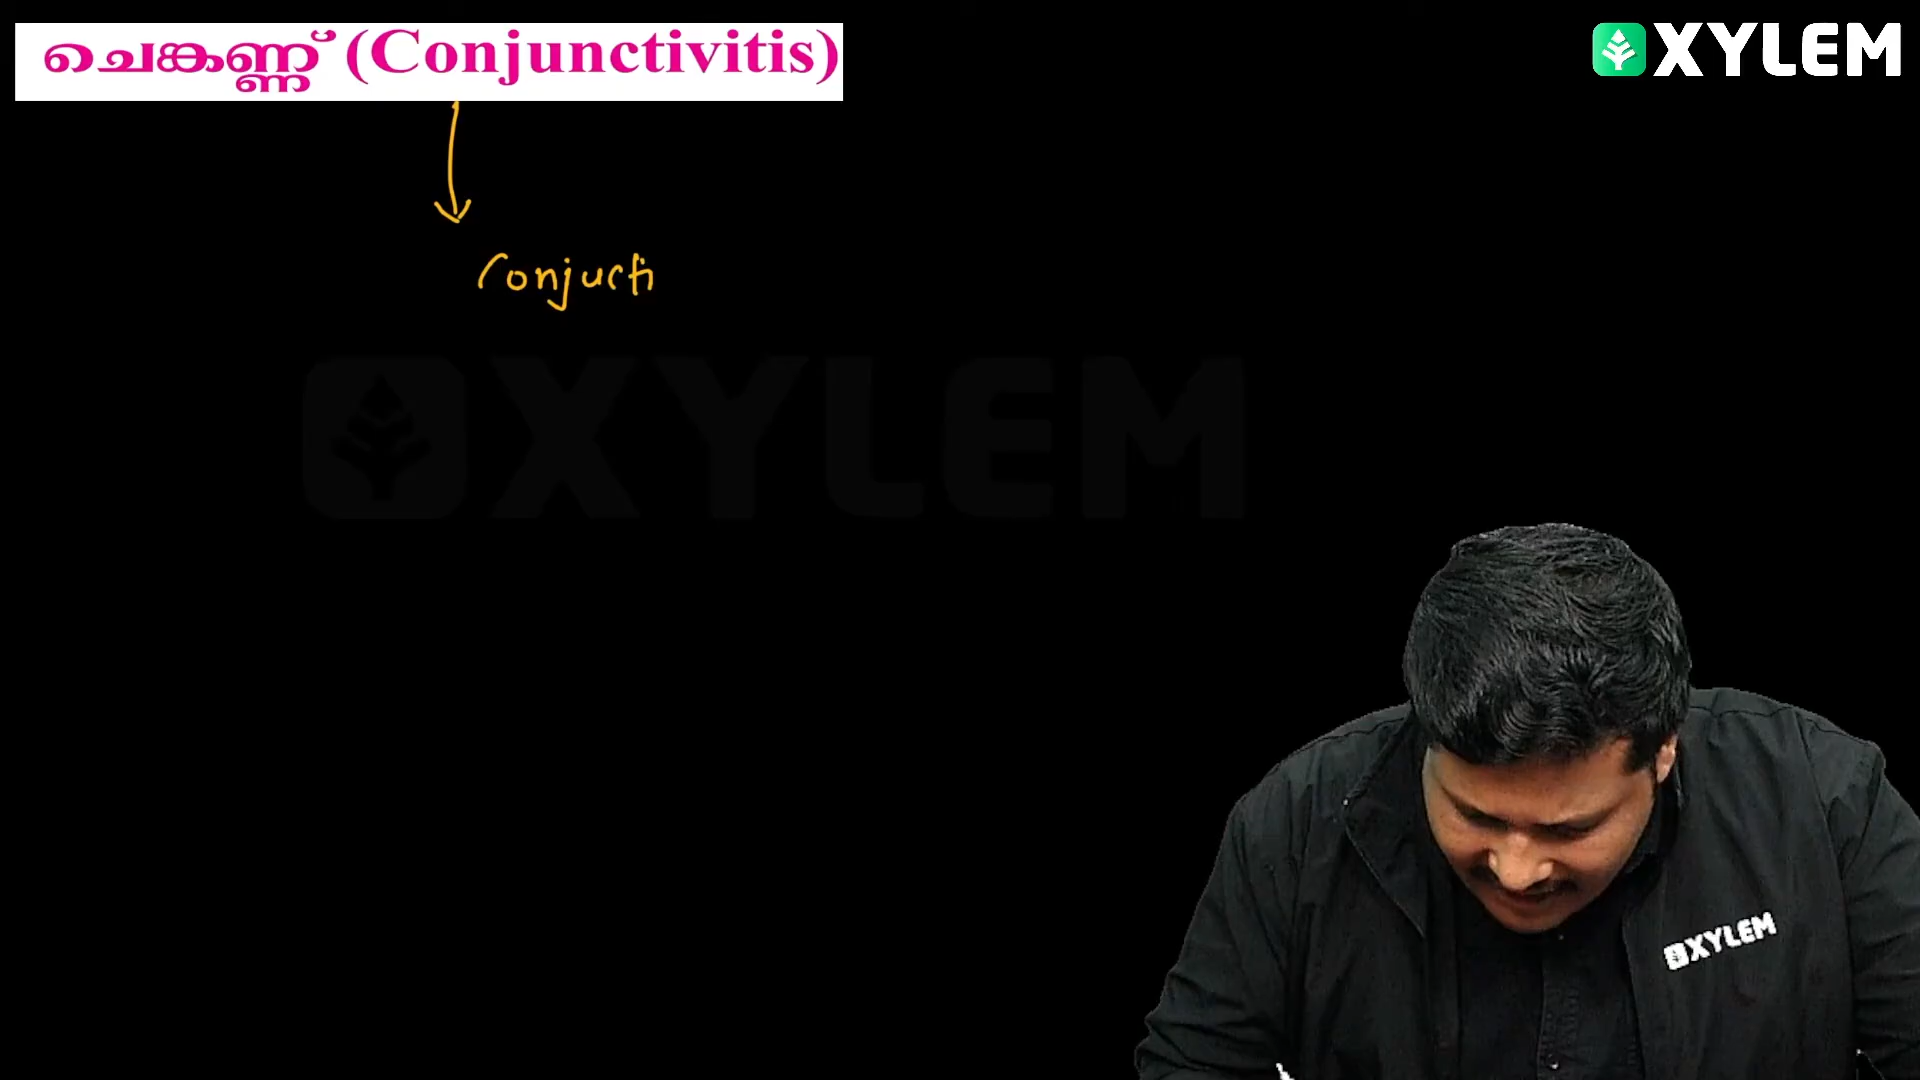 ചെങ്കണ്ണ് (Conjunctivitis)
XYLEM
Conjucti
XYLEM
XYLEM